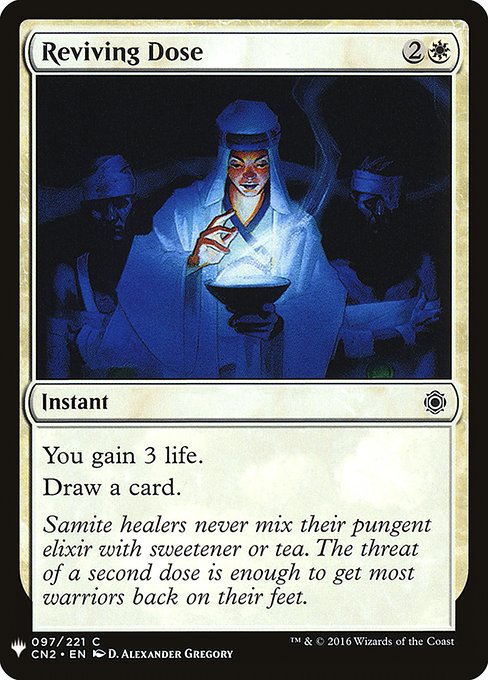 Reviving Dose 2
Instant
You gain 3 life.
Draw a card.
Samite healers never mix their pungent
elixir with sweetener or tea. The threat
of a second dose is enough to get most
warriors back on their feet.
097/221 C
CN2 • EN D. Alexander Gregory
™ & © 2016 Wizards of the Coast